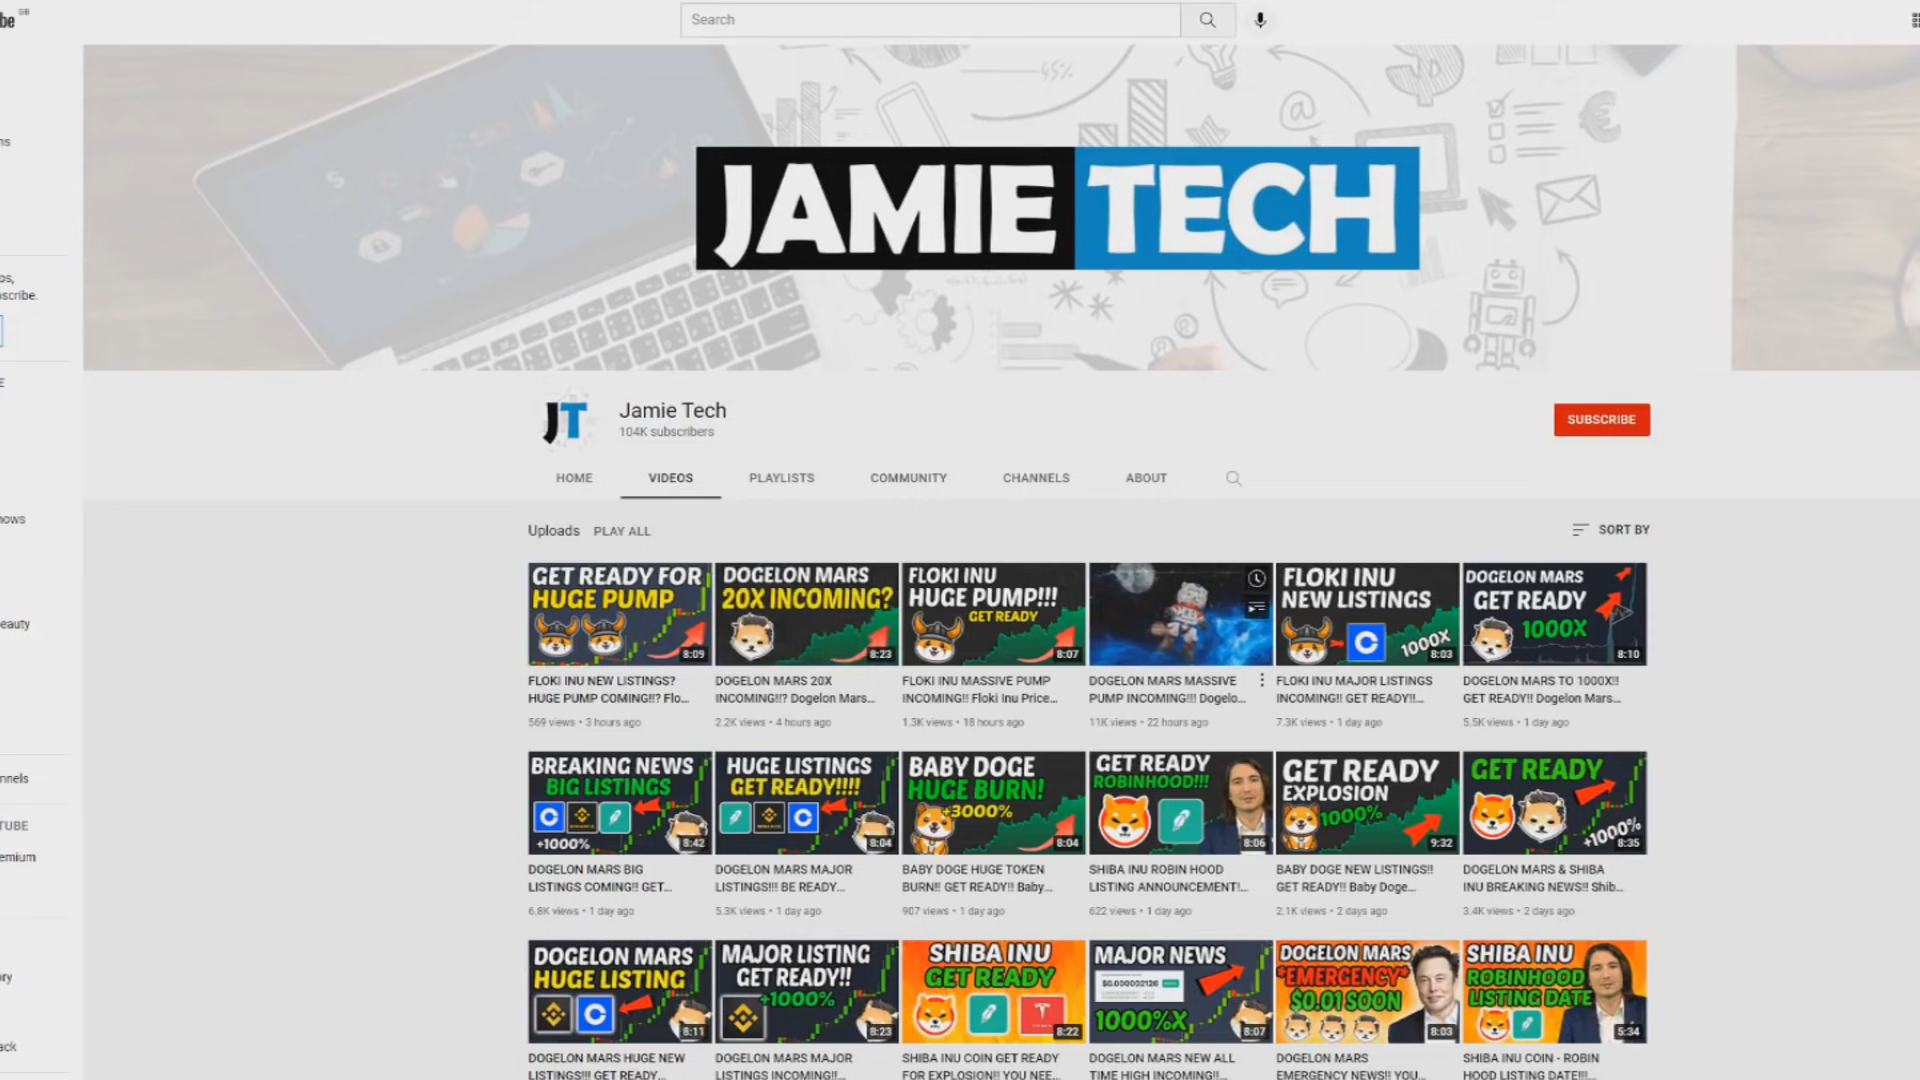 be GB
Search
ns
45%
JAMIE TECH
os,
scribe.
E
Jamie Tech
104K subscribers
SUBSCRIBE
JT
HOME VIDEOS PLAYLISTS COMMUNITY CHANNELS ABOUT
nows
Uploads PLAY ALL
SORT BY
GET READY FOR
HUGE PUMP
8:09
DOGELON MARS
20X INCOMING?
8:23
FLOKI INU
HUGE PUMP!!!
GET READY
8:07
FLOKI INU
NEW LISTINGS
1000X
8:03
DOGELON MARS
GET READY
1000X
8:10
eauty
FLOKI INU NEW LISTINGS?
HUGE PUMP COMING!!? Flo...
569 views • 3 hours ago
DOGELON MARS 20X
INCOMING!!? Dogelon Mars...
2.2K views • 4 hours ago
FLOKI INU MASSIVE PUMP
INCOMING!! Floki Inu Price...
1.3K views • 18 hours ago
DOGELON MARS MASSIVE
PUMP INCOMING!!! Dogelo...
11K views • 22 hours ago
FLOKI INU MAJOR LISTINGS
INCOMING!! GET READY!!...
7.3K views • 1 day ago
DOGELON MARS TO 1000X!!
GET READY!! Dogelon Mars...
5.5K views • 1 day ago
nnels
TUBE
emium
BREAKING NEWS
BIG LISTINGS
+1000%
8:42
HUGE LISTINGS
GET READY!!!!
8:04
BABY DOGE
HUGE BURN!
+3000%
8:04
GET READY
ROBINHOOD!!!
8:06
GET READY
EXPLOSION
1000%
9:32
GET READY
+1000%
8:35
DOGELON MARS BIG
LISTINGS COMING!! GET...
6.8K views • 1 day ago
DOGELON MARS MAJOR
LISTINGS!!! BE READY...
5.3K views • 1 day ago
BABY DOGE HUGE TOKEN
BURN!! GET READY!! Baby...
907 views • 1 day ago
SHIBA INU ROBIN HOOD
LISTING ANNOUNCEMENT!...
622 views • 1 day ago
BABY DOGE NEW LISTINGS!!
GET READY!! Baby Doge...
2.1K views • 2 days ago
DOGELON MARS & SHIBA
INU BREAKING NEWS!! Shib...
3.4K views • 2 days ago
ory
ack
DOGELON MARS
HUGE LISTING
8:11
MAJOR LISTING
GET READY!!
+1000%
8:23
SHIBA INU
GET READY
8:22
MAJOR NEWS
$0.000002126
1000%X
8:07
DOGELON MARS
*EMERGENCY*
$0.01 SOON
8:03
SHIBA INU
ROBINHOOD
LISTING DATE
5:34
DOGELON MARS HUGE NEW
LISTINGS!!! GET READY...
DOGELON MARS MAJOR
LISTINGS INCOMING!!...
SHIBA INU COIN GET READY
FOR EXPLOSION!! YOU NEE...
DOGELON MARS NEW ALL
TIME HIGH INCOMING!!...
DOGELON MARS
EMERGENCY NEWS!! YOU...
SHIBA INU COIN - ROBIN
HOOD LISTING DATE!!!...